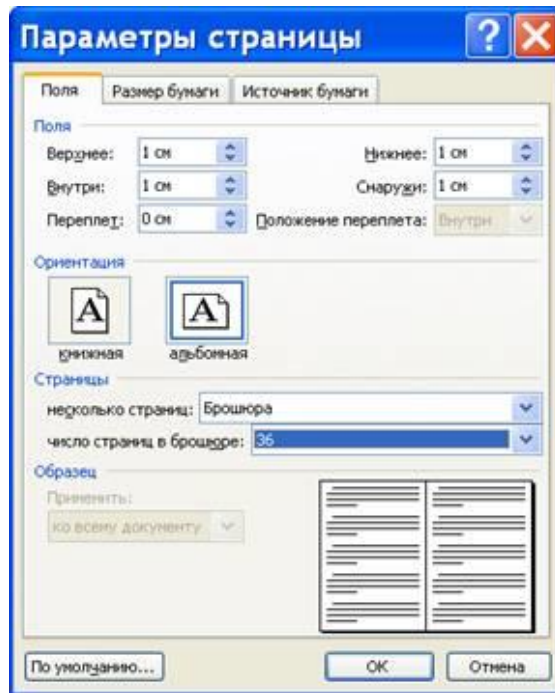 Параметры страницы
Поля Размер бумаги Источник бумаги
Поля
Верхнее: 1 см Нижнее: 1 см
Внутри: 1 см Снаружи: 1 см
Переплет: 0 см Положение переплета: Внутри
Ориентация
A A
книжная альбомная
Страницы
несколько страниц: Брошюра
число страниц в брошюре: 36
Образец
Применить:
ко всему документу
По умолчанию... ОК Отмена